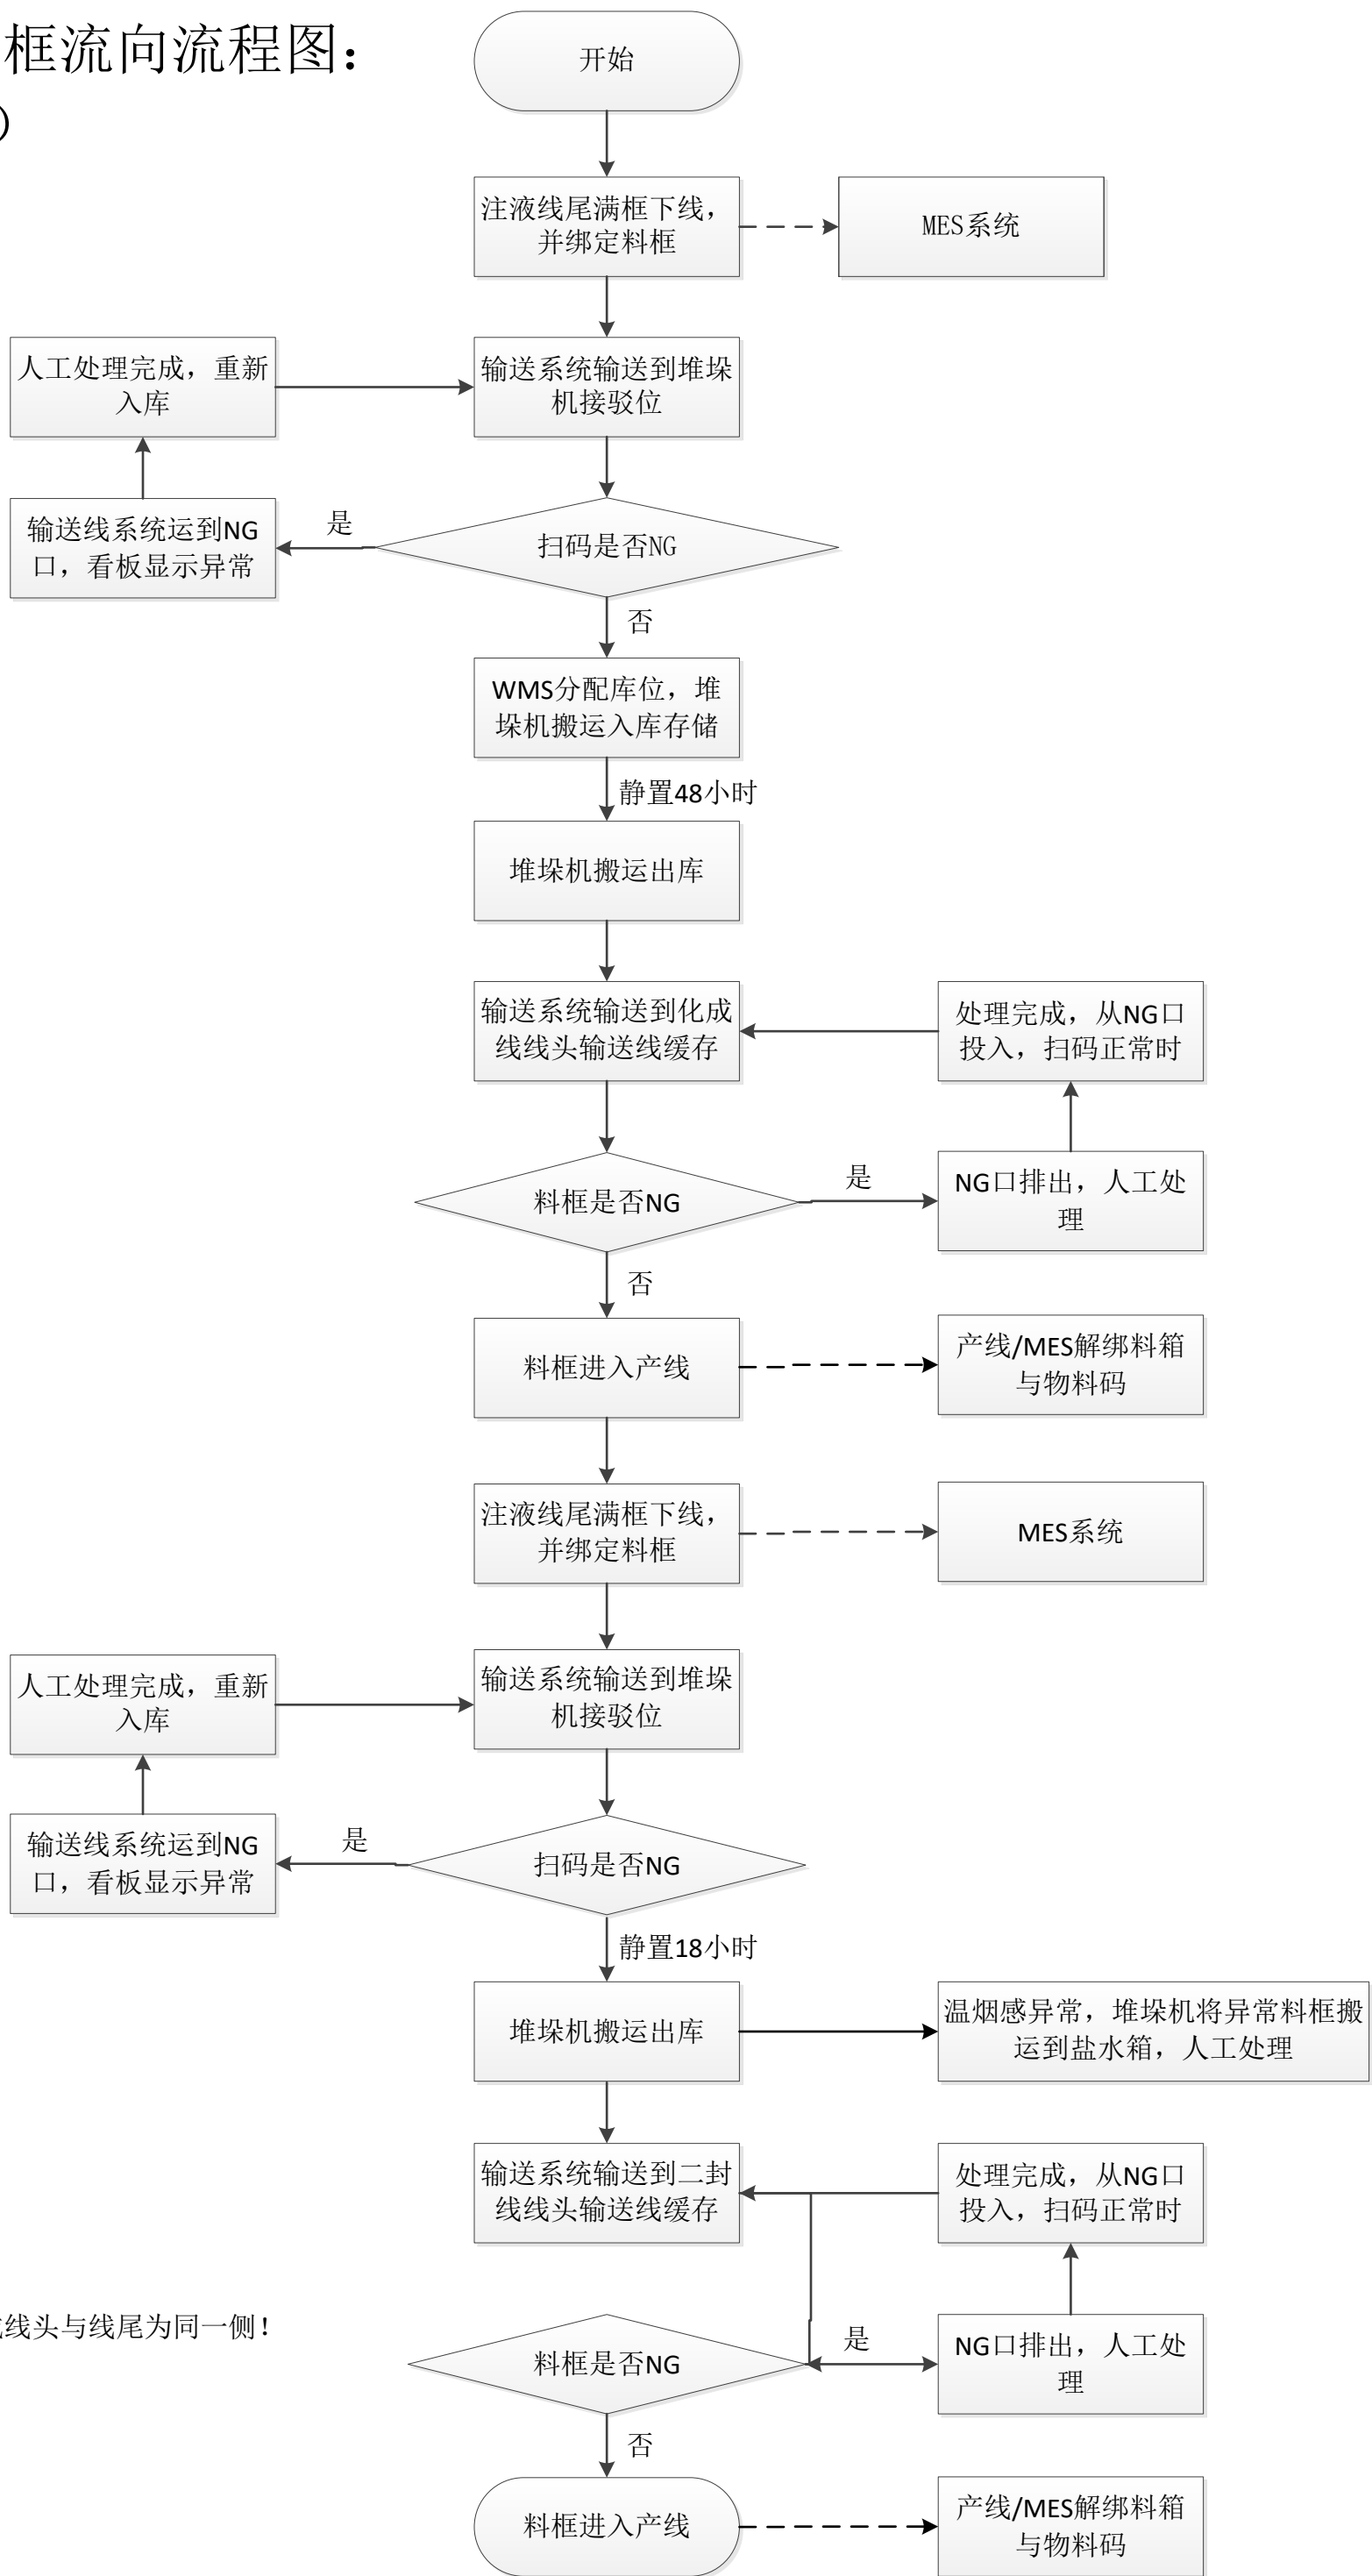 框流向流程图：
）
开始
注液线尾满框下线，
并绑定料框
MES系统
人工处理完成，重新
入库
输送系统输送到堆垛
机接驳位
输送线系统运到NG
口，看板显示异常
是
扫码是否NG
否
WMS分配库位，堆
垛机搬运入库存储
静置48小时
堆垛机搬运出库
输送系统输送到化成
线线头输送线缓存
处理完成，从NG口
投入，扫码正常时
料框是否NG
是
NG口排出，人工处
理
否
料框进入产线
产线/MES解绑料箱
与物料码
注液线尾满框下线，
并绑定料框
MES系统
人工处理完成，重新
入库
输送系统输送到堆垛
机接驳位
输送线系统运到NG
口，看板显示异常
是
扫码是否NG
静置18小时
堆垛机搬运出库
温烟感异常，堆垛机将异常料框搬
运到盐水箱，人工处理
输送系统输送到二封
线线头输送线缓存
处理完成，从NG口
投入，扫码正常时
线头与线尾为同一侧！
料框是否NG
是
NG口排出，人工处
理
否
料框进入产线
产线/MES解绑料箱
与物料码